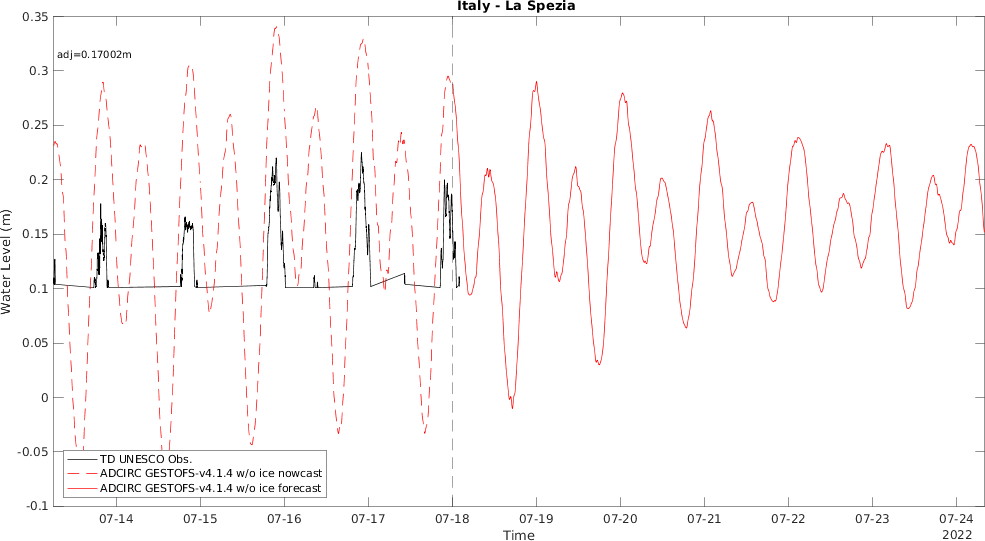 Italy - La Spezia
adj=0.17002m
Water Level (m)
0.35
0.3
0.25
0.2
0.15
0.1
0.05
0
-0.05
-0.1
TD UNESCO Obs.
ADCIRC GESTOFS-v4.1.4 w/o ice nowcast
ADCIRC GESTOFS-v4.1.4 w/o ice forecast
07-14 07-15 07-16 07-17 07-18 07-19 07-20 07-21 07-22 07-23 07-24
Time
2022